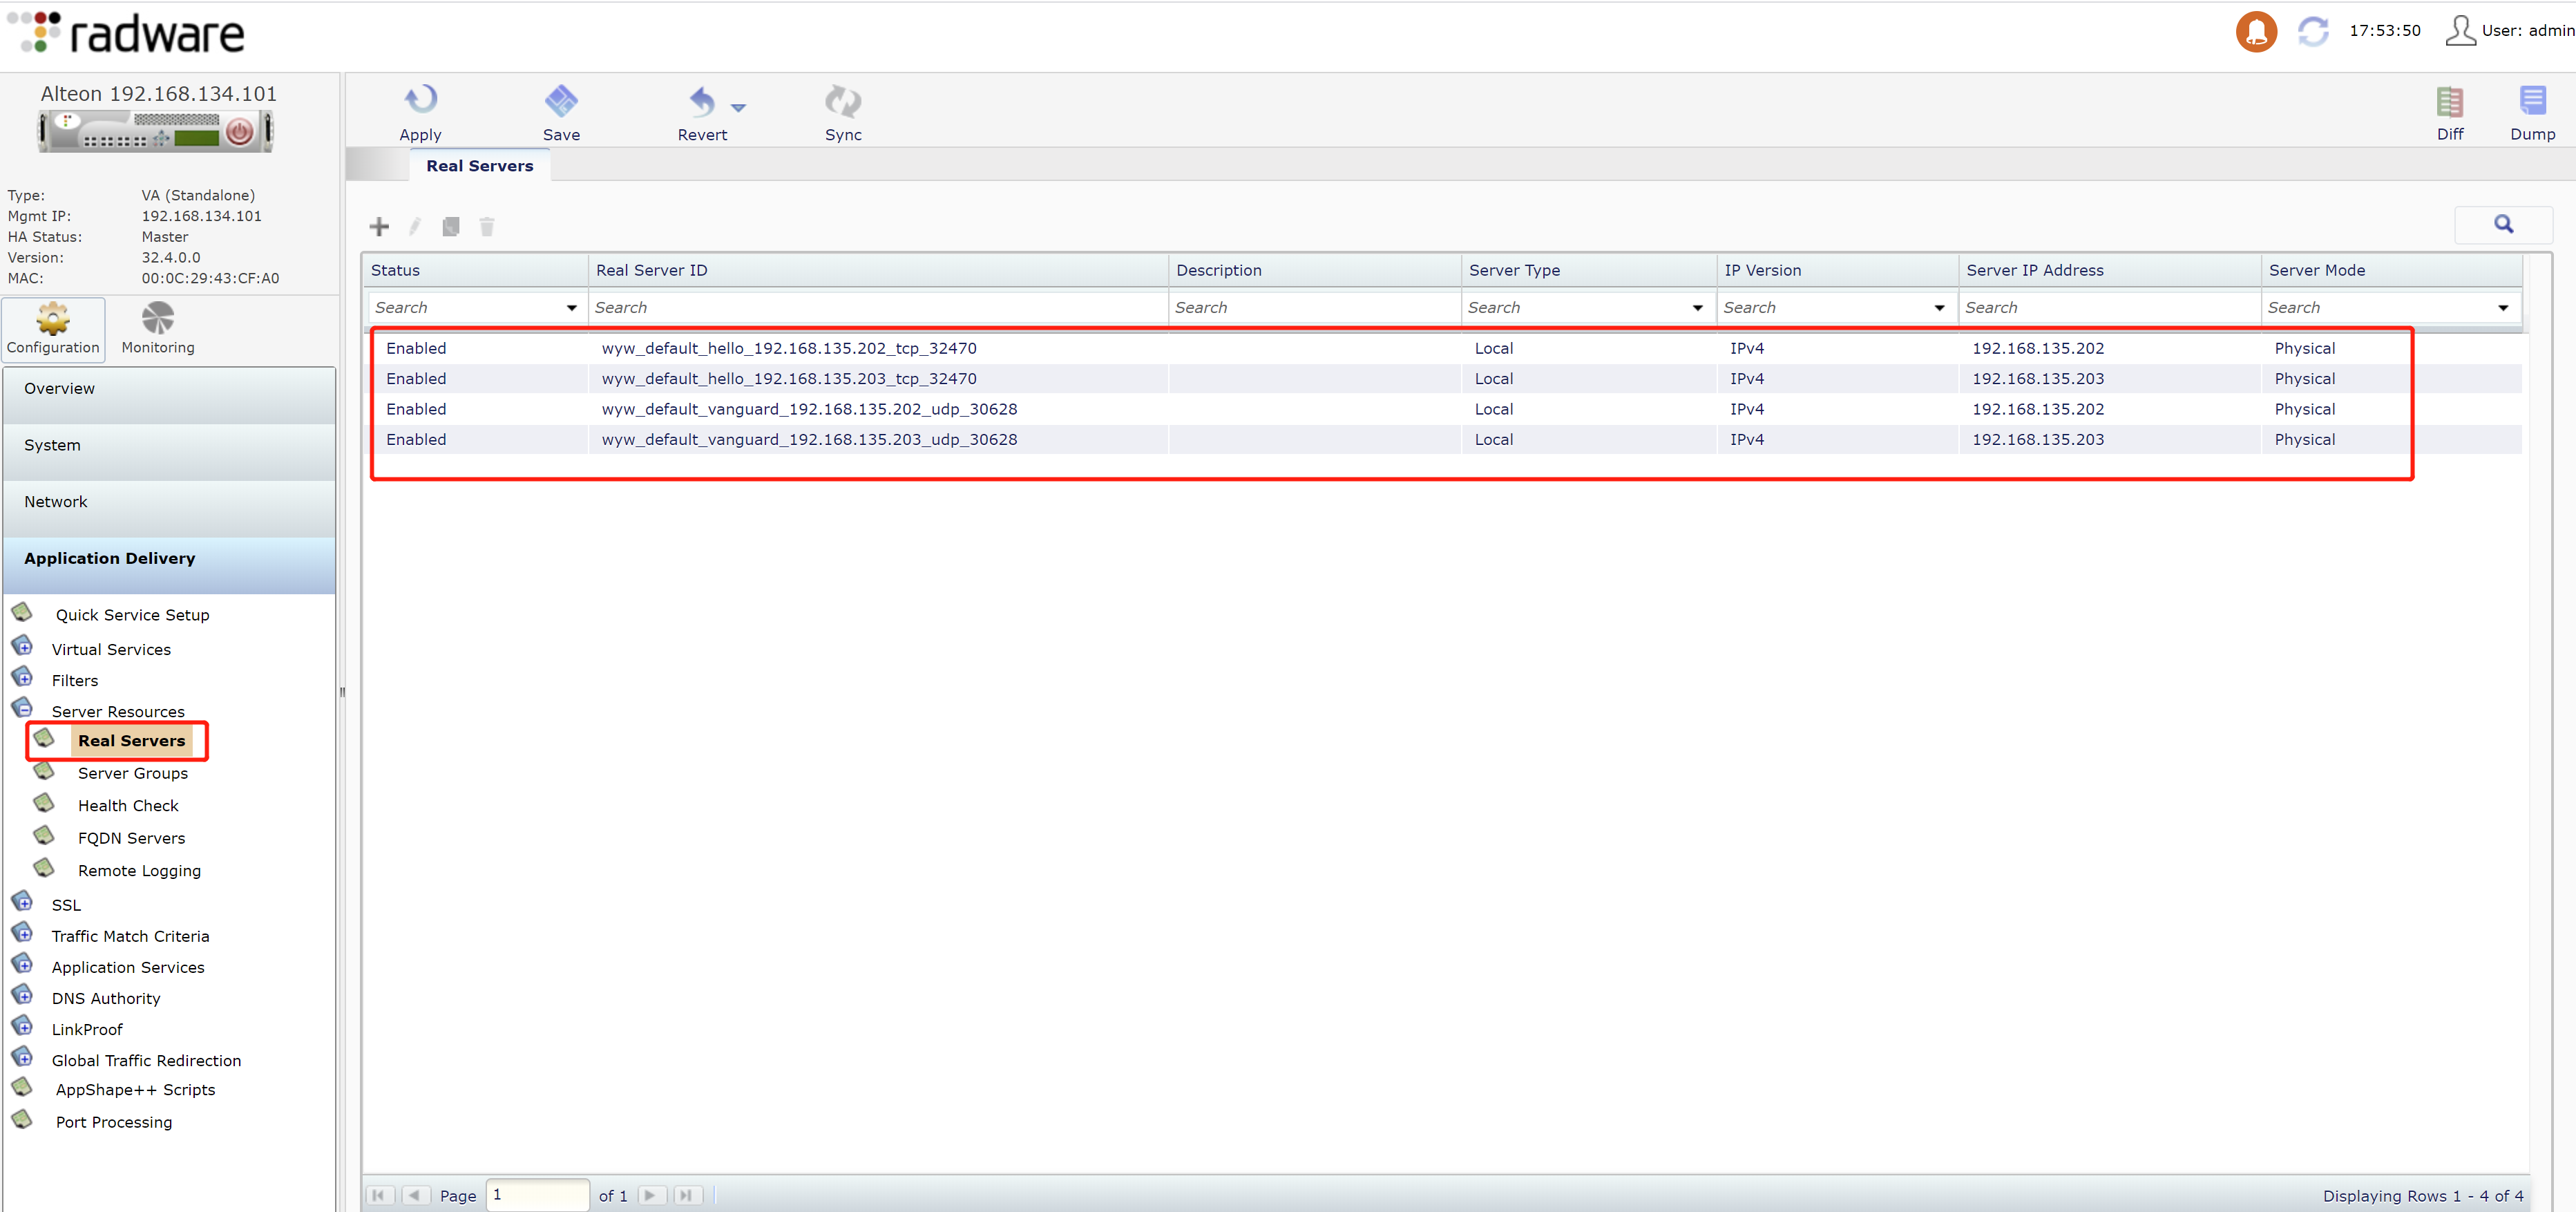 radware
17:53:50
User: admin
Alteon 192.168.134.101
Type: VA (Standalone)
Mgmt IP: 192.168.134.101
HA Status: Master
Version: 32.4.0.0
MAC: 00:0C:29:43:CF:A0
Configuration
Monitoring
Overview
System
Network
Application Delivery
Quick Service Setup
Virtual Services
Filters
Server Resources
Real Servers
Server Groups
Health Check
FQDN Servers
Remote Logging
SSL
Traffic Match Criteria
Application Services
DNS Authority
LinkProof
Global Traffic Redirection
AppShape++ Scripts
Port Processing
Apply Save Revert Sync Diff Dump
Real Servers
Status Real Server ID Description Server Type IP Version Server IP Address Server Mode
Search Search Search Search Search Search Search
Enabled wyw_default_hello_192.168.135.202_tcp_32470 Local IPv4 192.168.135.202 Physical
Enabled wyw_default_hello_192.168.135.203_tcp_32470 Local IPv4 192.168.135.203 Physical
Enabled wyw_default_vanguard_192.168.135.202_udp_30628 Local IPv4 192.168.135.202 Physical
Enabled wyw_default_vanguard_192.168.135.203_udp_30628 Local IPv4 192.168.135.203 Physical
Page 1 of 1
Displaying Rows 1 - 4 of 4